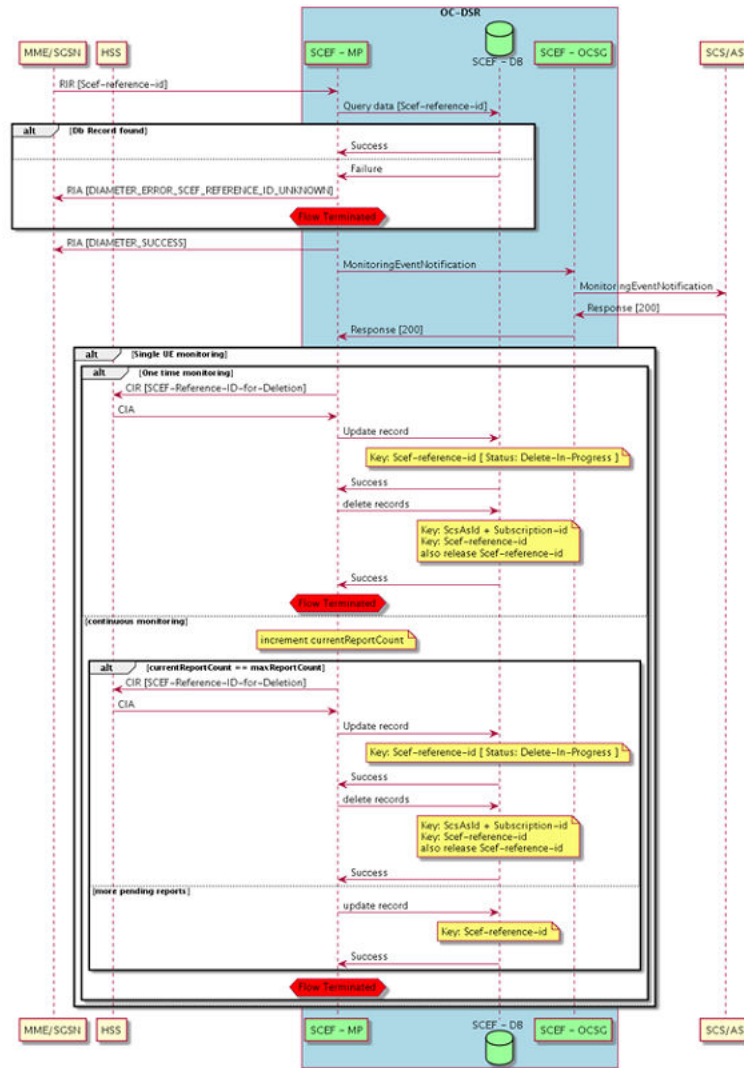 OC-DSR
MME/SGSN
HSS
SCEF - MP
SCEF - DB
SCEF - OCSG
SCS/AS
RIR [Scef-reference-id]
Query data [Scef-reference-id]
alt
[Db Record found]
Success
Failure
RIA [DIAMETER_ERROR_SCEF_REFERENCE_ID_UNKNOWN]
Flow Terminated
RIA [DIAMETER_SUCCESS]
MonitoringEventNotification
MonitoringEventNotification
Response [200]
Response [200]
alt
[Single UE monitoring]
alt
[One time monitoring]
CIR [SCEF-Reference-ID-for-Deletion]
CIA
Update record
Key: Scef-reference-id [ Status: Delete-In-Progress ]
Success
delete records
Key: ScsAsId + Subscription-id
Key: Scef-reference-id
also release Scef-reference-id
Success
Flow Terminated
[continuous monitoring]
increment currentReportCount
alt
[currentReportCount == maxReportCount]
CIR [SCEF-Reference-ID-for-Deletion]
CIA
Update record
Key: Scef-reference-id [ Status: Delete-In-Progress ]
Success
delete records
Key: ScsAsId + Subscription-id
Key: Scef-reference-id
also release Scef-reference-id
Success
[more pending reports]
update record
Key: Scef-reference-id
Success
Flow Terminated
MME/SGSN
HSS
SCEF - MP
SCEF - DB
SCEF - OCSG
SCS/AS